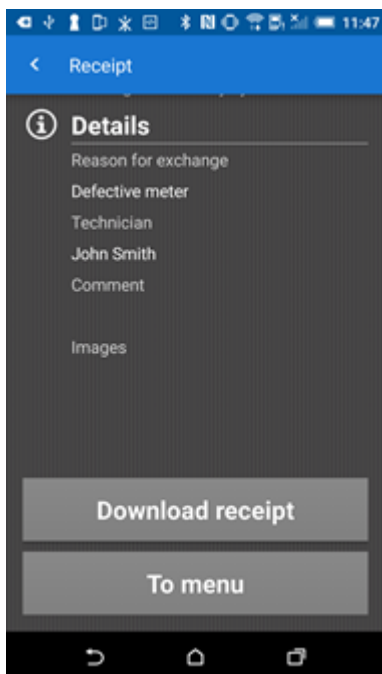 11:47
Receipt
Details
Reason for exchange
Defective meter
Technician
John Smith
Comment
Images
Download receipt
To menu